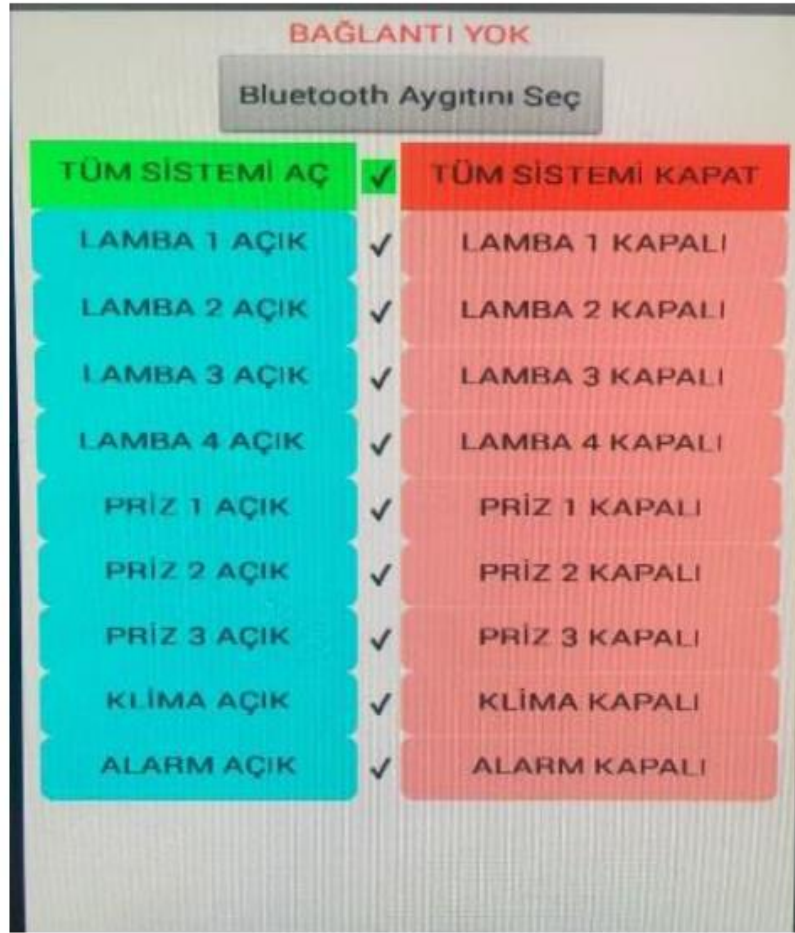 BAĞLANTI YOK
Bluetooth Aygıtını Seç
TÜM SİSTEMİ AÇ ✓ TÜM SİSTEMİ KAPAT
LAMBA 1 AÇIK ✓ LAMBA 1 KAPALI
LAMBA 2 AÇIK ✓ LAMBA 2 KAPALI
LAMBA 3 AÇIK ✓ LAMBA 3 KAPALI
LAMBA 4 AÇIK ✓ LAMBA 4 KAPALI
PRİZ 1 AÇIK ✓ PRİZ 1 KAPALI
PRİZ 2 AÇIK ✓ PRİZ 2 KAPALI
PRİZ 3 AÇIK ✓ PRİZ 3 KAPALI
KLİMA AÇIK ✓ KLİMA KAPALI
ALARM AÇIK ✓ ALARM KAPALI